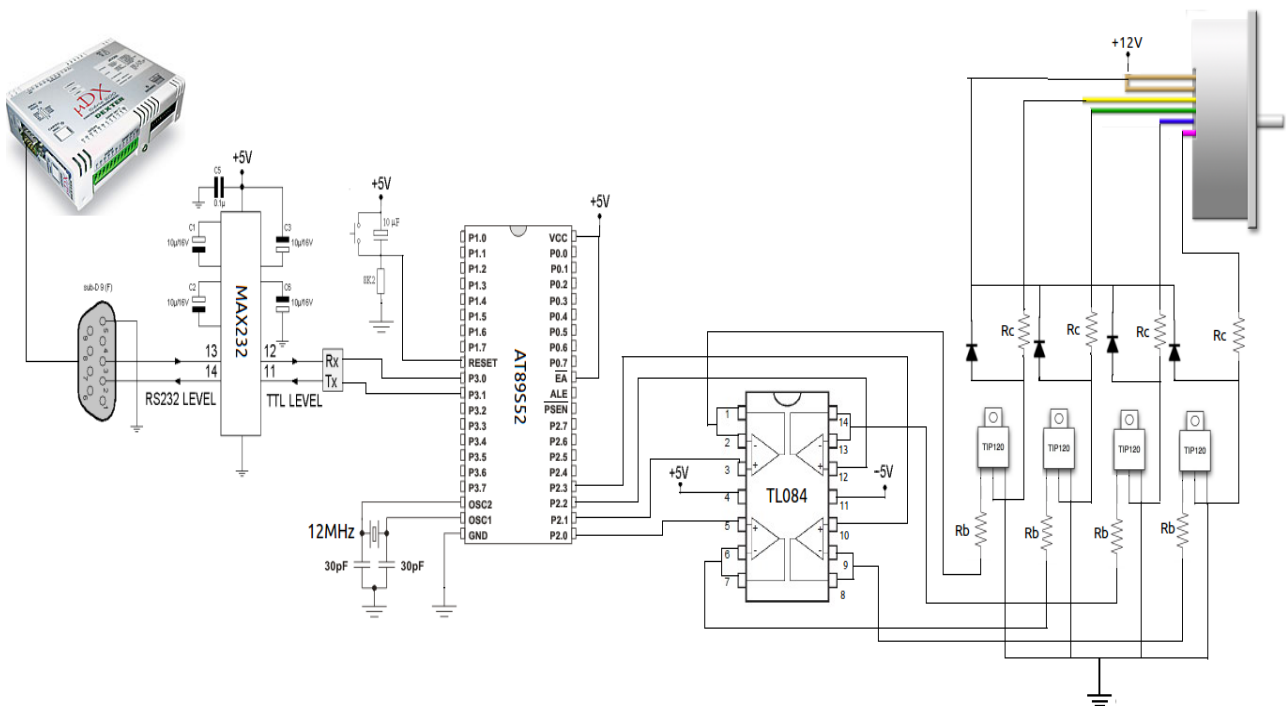 +12V
µDX
DEXTER
+5V
C5
0.1µ
C1
10µ/16V
C3
10µ/16V
C2
10µ/16V
C6
10µ/16V
MAX232
sub-D 9 (F)
13
12
14
11
RS232 LEVEL
TTL LEVEL
Rx
Tx
+5V
10 µF
8K2
+5V
AT89S52
P1.0
P1.1
P1.2
P1.3
P1.4
P1.5
P1.6
P1.7
RESET
P3.0
P3.1
P3.2
P3.3
P3.4
P3.5
P3.6
P3.7
OSC2
OSC1
GND
VCC
P0.0
P0.1
P0.2
P0.3
P0.4
P0.5
P0.6
P0.7
EA
ALE
PSEN
P2.7
P2.6
P2.5
P2.4
P2.3
P2.2
P2.1
P2.0
12MHz
30pF
30pF
1
2
3
4
5
6
7
14
13
12
11
10
9
8
- + - +
+5V
-5V
TL084
- + - +
Rc
Rc
Rc
Rc
TIP120
TIP120
TIP120
TIP120
Rb
Rb
Rb
Rb